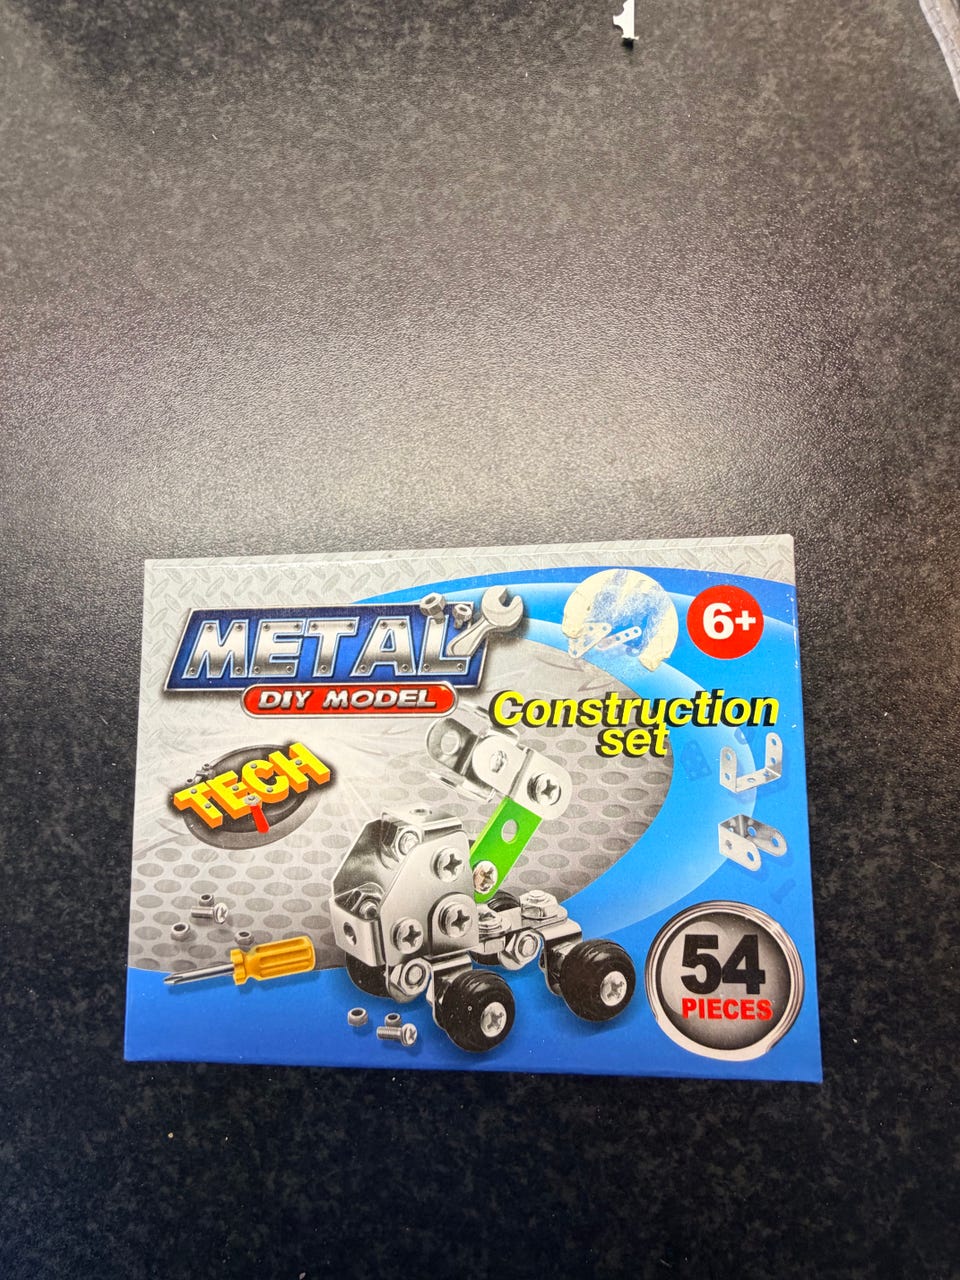 METAL
DIY MODEL
6+
Construction
set
TECH
54
PIECES